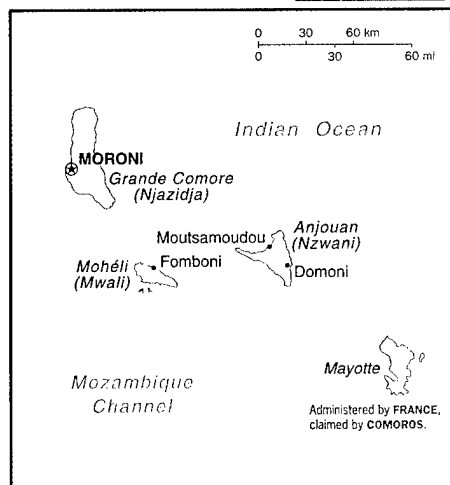 0 30 60 km
0 30 60 mi
Indian Ocean
MORONI
Grande Comore
(Njazidja)
Anjouan
(Nzwani)
Moutsamoudou
Domoni
Mohéli
(Mwali)
Fomboni
Mayotte
Administered by FRANCE,
claimed by COMOROS.
Mozambique
Channel